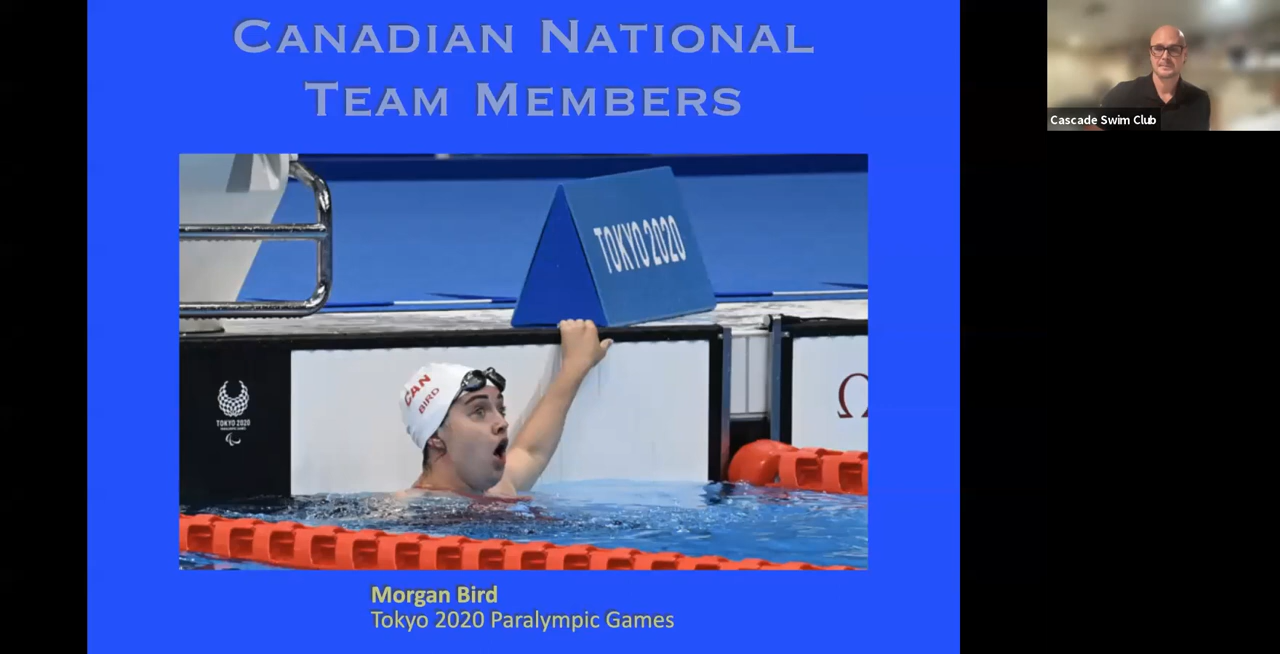 CANADIAN NATIONAL
TEAM MEMBERS
Cascade Swim Club
TOKYO 2020
CAN
BIRD
TOKYO 2020
Ω
Morgan Bird
Tokyo 2020 Paralympic Games